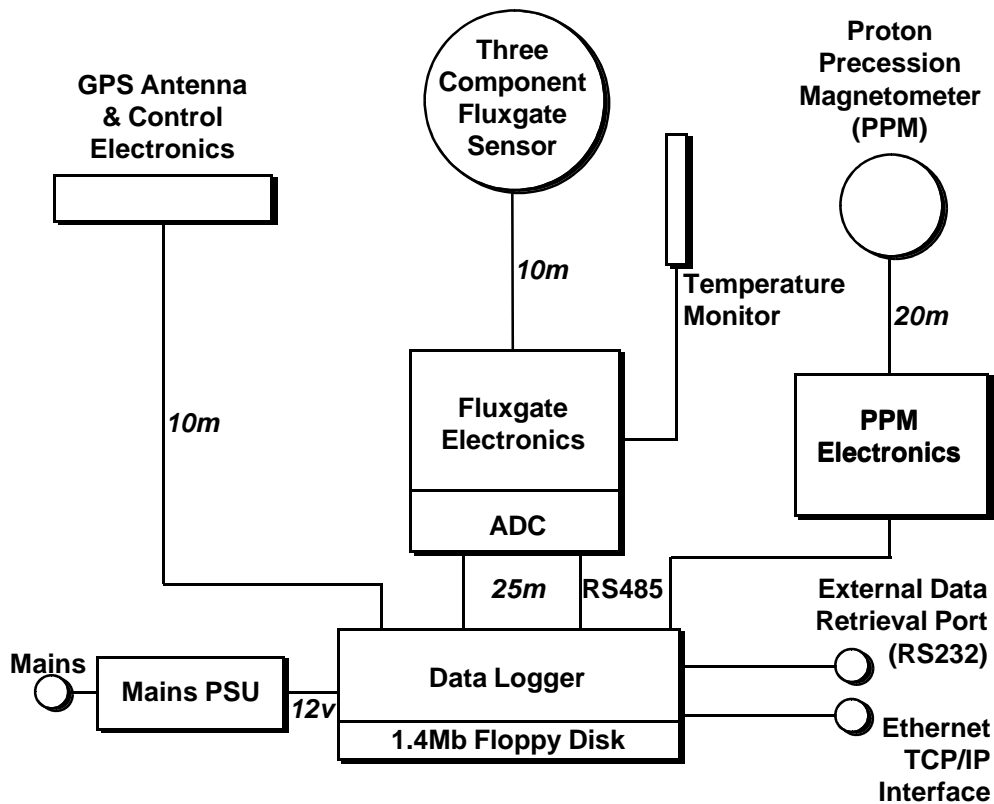 Three
Component
Fluxgate
Sensor
Proton
Precession
Magnetometer
(PPM)
GPS Antenna
& Control
Electronics
10m
Temperature
Monitor
20m
10m
Fluxgate
Electronics
ADC
PPM
Electronics
25m
RS485
External Data
Retrieval Port
(RS232)
Mains
Mains PSU
12v
Data Logger
1.4Mb Floppy Disk
Ethernet
TCP/IP
Interface